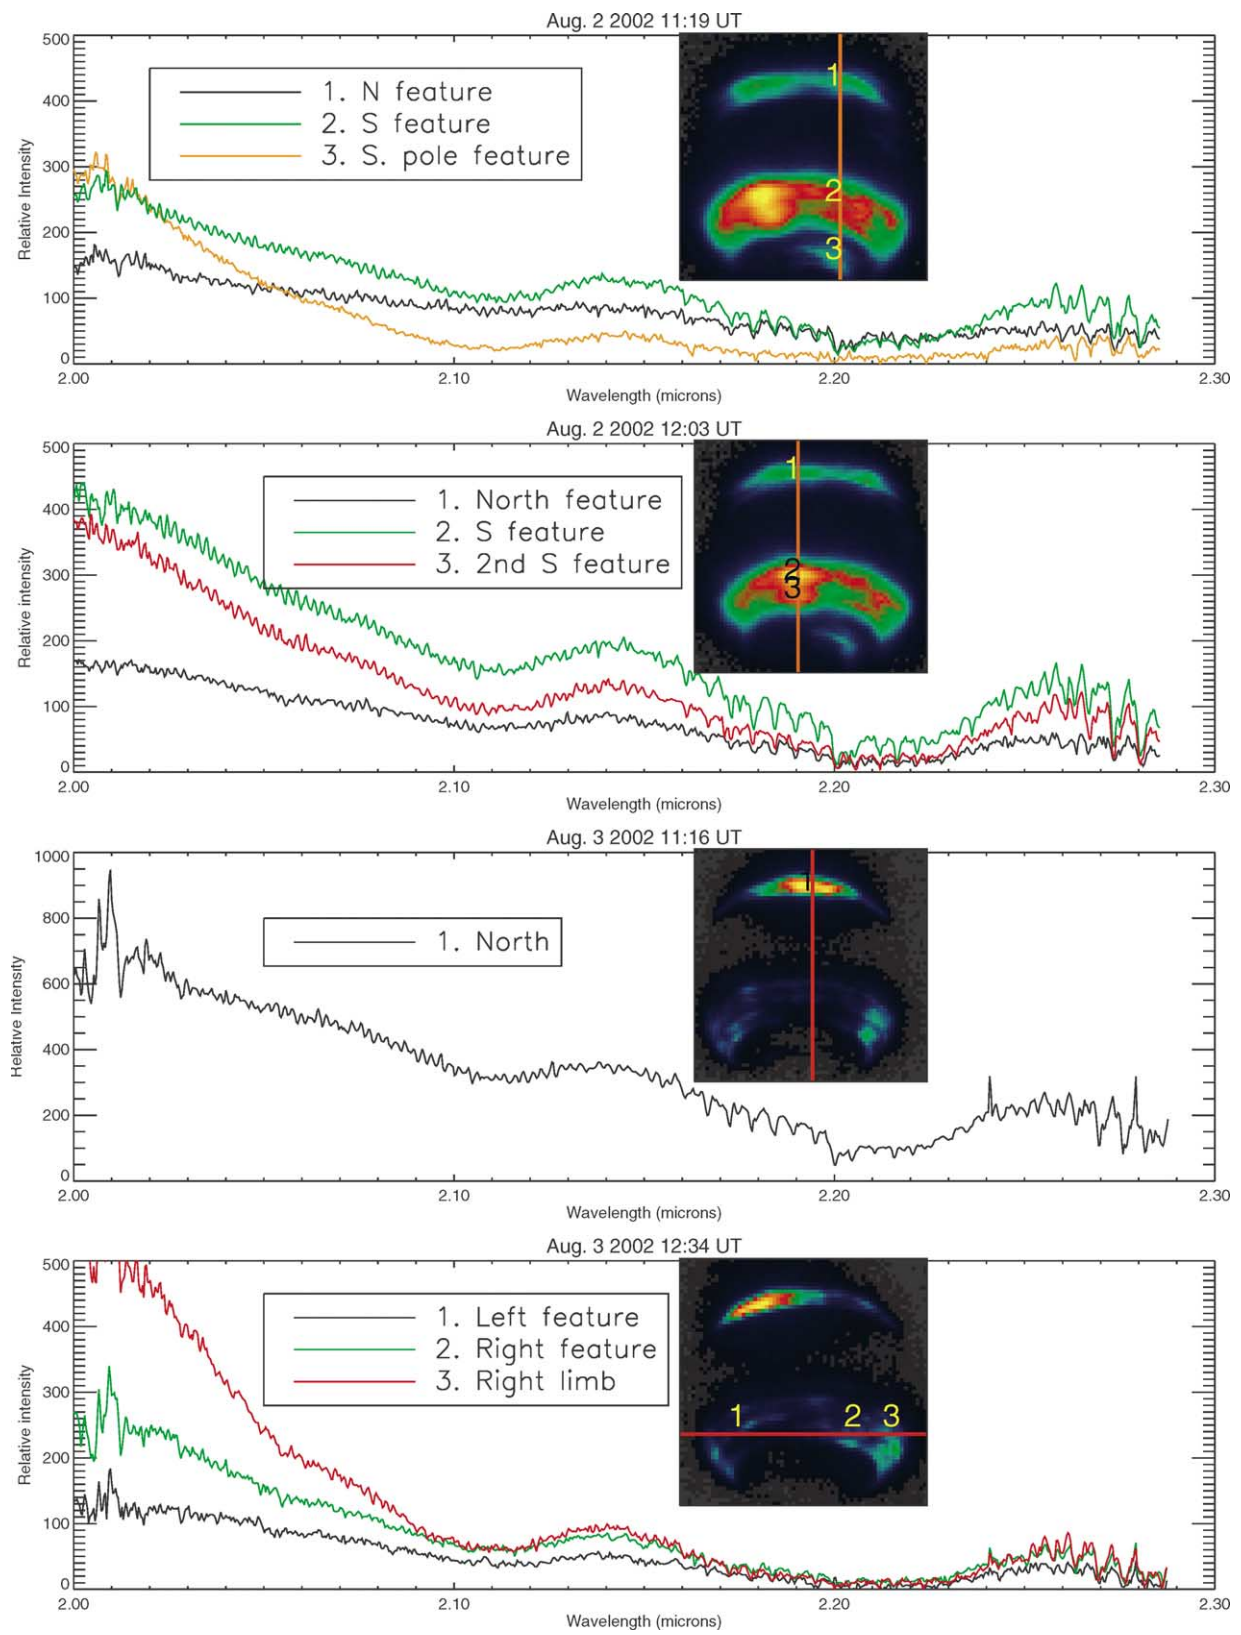 Aug. 2 2002 11:19 UT
500
400
300
200
100
0
Relative Intensity
1. N feature
2. S feature
3. S. pole feature
1
2
3
2.00 2.10 2.20 2.30
Wavelength (microns)
Aug. 2 2002 12:03 UT
500
400
300
200
100
0
Relative intensity
1. North feature
2. S feature
3. 2nd S feature
1
2
3
2.00 2.10 2.20 2.30
Wavelength (microns)
Aug. 3 2002 11:16 UT
1000
800
600
400
200
0
Relative Intensity
1. North
1
2.00 2.10 2.20 2.30
Wavelength (microns)
Aug. 3 2002 12:34 UT
500
400
300
200
100
0
Relative intensity
1. Left feature
2. Right feature
3. Right limb
1 2 3
2.00 2.10 2.20 2.30
Wavelength (microns)